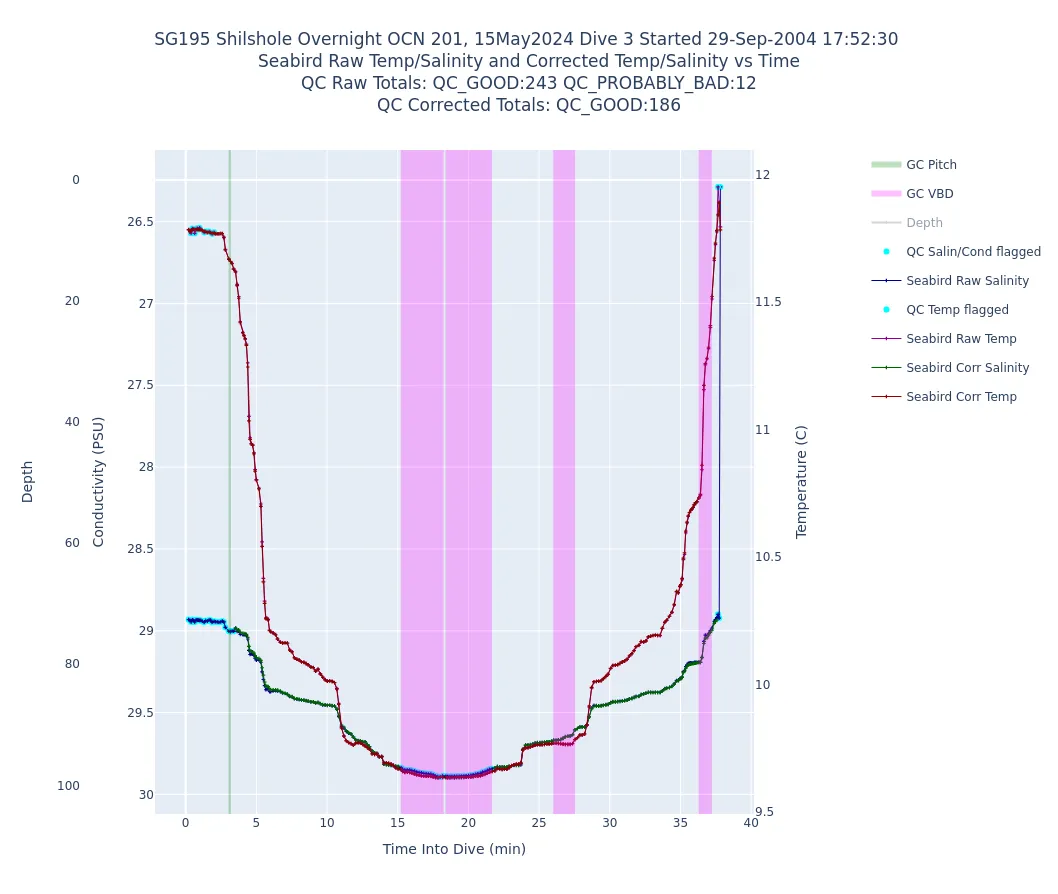 SG195 Shilshole Overnight OCN 201, 15May2024 Dive 3 Started 29-Sep-2004 17:52:30
Seabird Raw Temp/Salinity and Corrected Temp/Salinity vs Time
QC Raw Totals: QC_GOOD:243 QC_PROBABLY_BAD:12
QC Corrected Totals: QC_GOOD:186
Depth
0
20
40
60
80
100
Conductivity (PSU)
26.5
27
27.5
28
28.5
29
29.5
30
0
5
10
15
20
25
30
35
40
Time Into Dive (min)
12
11.5
11
10.5
10
9.5
Temperature (C)
GC Pitch
GC VBD
Depth
QC Salin/Cond flagged
Seabird Raw Salinity
QC Temp flagged
Seabird Raw Temp
Seabird Corr Salinity
Seabird Corr Temp